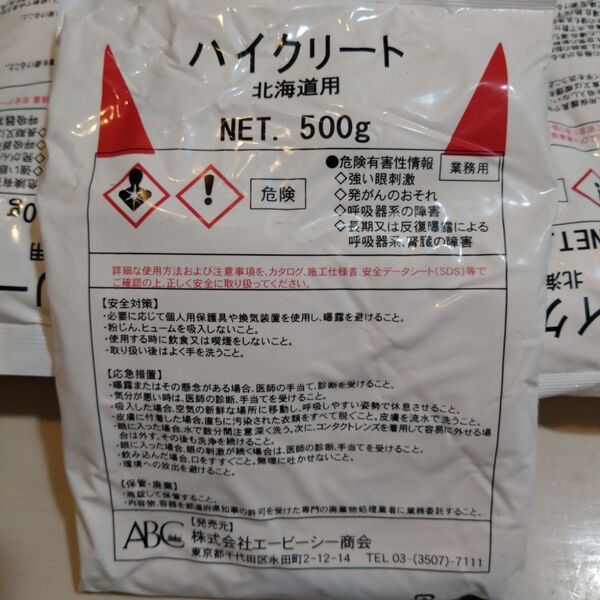 ハイクリート
北海道用
NET. 500g
危険
●危険有害性情報
業務用
◇強い眼刺激
◇発がんのおそれ
◇呼吸器系の障害
◇長期又は反復曝露による
呼吸器系、腎臓の障害
詳細な使用方法および注意事項を、カタログ、施工仕様書、安全データシート(SDS)等で
ご確認の上、正しく安全に取り扱ってください。
【安全対策】
・必要に応じて個人用保護具や換気装置を使用し、曝露を避けること。
・粉じん、ヒュームを吸入しないこと。
・使用する時に飲食又は喫煙をしないこと。
・取り扱い後はよく手を洗うこと。
【応急措置】
・曝露またはその懸念がある場合、医師の手当て、診断を受けること。
・気分が悪い時は、医師の診断、手当てを受けること。
・吸入した場合、空気の新鮮な場所に移動し、呼吸しやすい姿勢で休息させること。
・皮膚に付着した場合、直ちに汚染された衣類をすべて脱ぐこと。皮膚を流水で洗うこと。
・眼に入った場合、水で数分間注意深く洗う。次に、コンタクトレンズを着用して容易に外せる場
合は外す。その後も洗浄を続けること。
・眼に入った場合、眼の刺激が続く場合は、医師の診断、手当てを受けること。
・飲み込んだ場合、口をすすぐこと。無理に吐かせないこと。
・環境への放出を避けること。
【保管・廃棄】
・施錠して保管すること。
・内容物、容器を都道府県知事の許可を受けた専門の廃棄物処理業者に業務委託すること。
ABC
【発売元】
株式会社エービーシー商会
東京都千代田区永田町2-12-14 TEL 03-(3507)-7111